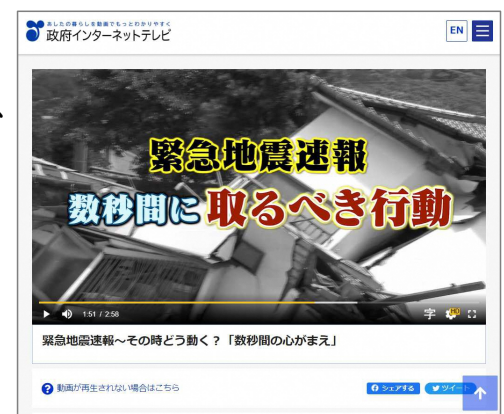 あしたの暮らしを動画でもっとわかりやすく
政府インターネットテレビ
EN
緊急地震速報
数秒間に取るべき行動
1:51 / 2:58
字
HD
緊急地震速報～その時どう動く？「数秒間の心がまえ」
? 動画が再生されない場合はこちら
シェアする
ツイート